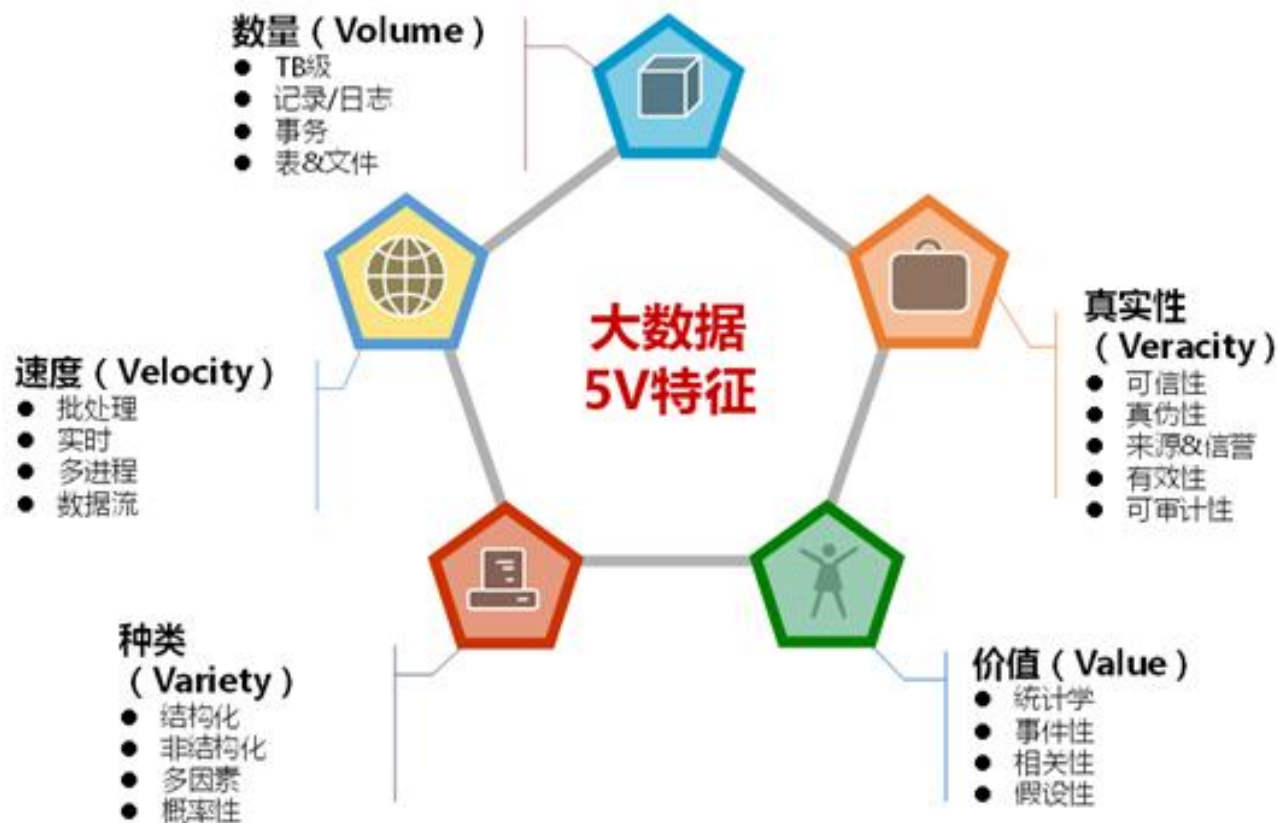 数量（Volume）
● TB级
● 记录/日志
● 事务
● 表&文件
速度（Velocity）
● 批处理
● 实时
● 多进程
● 数据流
大数据
5V特征
真实性
（Veracity）
● 可信性
● 真伪性
● 来源&信誉
● 有效性
● 可审计性
种类
（Variety）
● 结构化
● 非结构化
● 多因素
● 概率性
价值（Value）
● 统计学
● 事件性
● 相关性
● 假设性